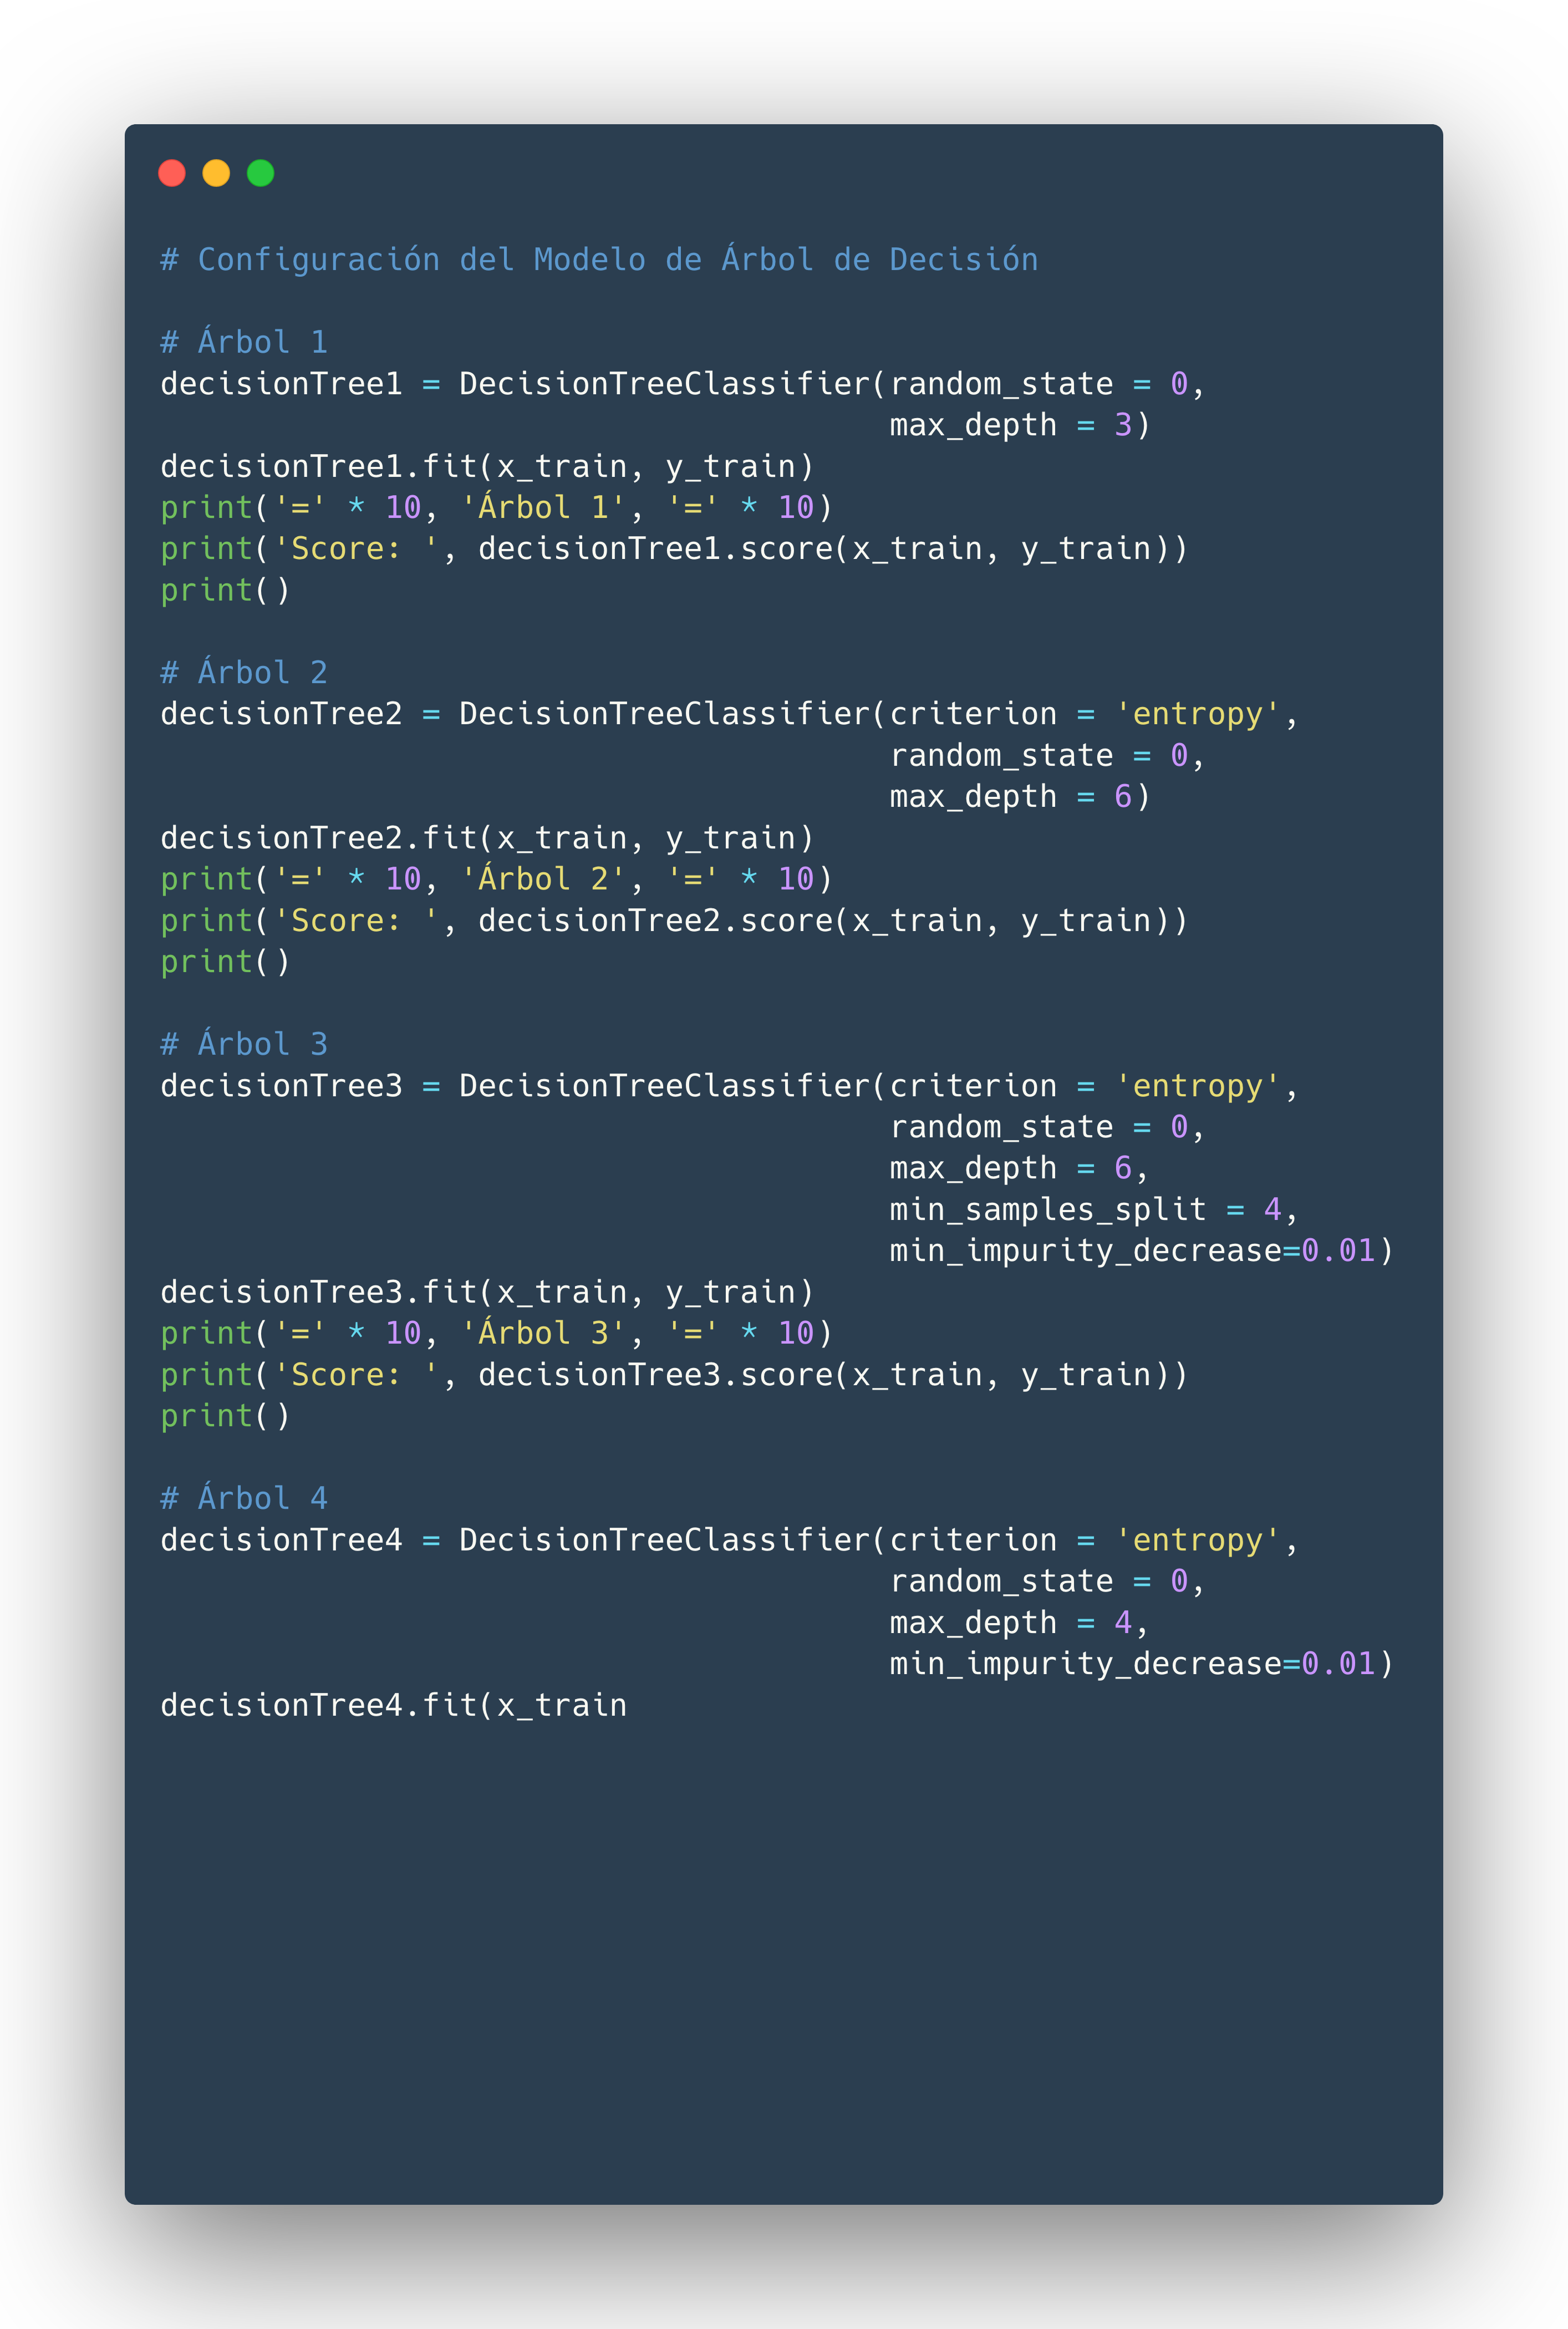 # Configuración del Modelo de Árbol de Decisión

# Árbol 1
decisionTree1 = DecisionTreeClassifier(random_state = 0,
                                       max_depth = 3)
decisionTree1.fit(x_train, y_train)
print('=' * 10, 'Árbol 1', '=' * 10)
print('Score: ', decisionTree1.score(x_train, y_train))
print()

# Árbol 2
decisionTree2 = DecisionTreeClassifier(criterion = 'entropy',
                                       random_state = 0,
                                       max_depth = 6)
decisionTree2.fit(x_train, y_train)
print('=' * 10, 'Árbol 2', '=' * 10)
print('Score: ', decisionTree2.score(x_train, y_train))
print()

# Árbol 3
decisionTree3 = DecisionTreeClassifier(criterion = 'entropy',
                                       random_state = 0,
                                       max_depth = 6,
                                       min_samples_split = 4,
                                       min_impurity_decrease=0.01)
decisionTree3.fit(x_train, y_train)
print('=' * 10, 'Árbol 3', '=' * 10)
print('Score: ', decisionTree3.score(x_train, y_train))
print()

# Árbol 4
decisionTree4 = DecisionTreeClassifier(criterion = 'entropy',
                                       random_state = 0,
                                       max_depth = 4,
                                       min_impurity_decrease=0.01)
decisionTree4.fit(x_train